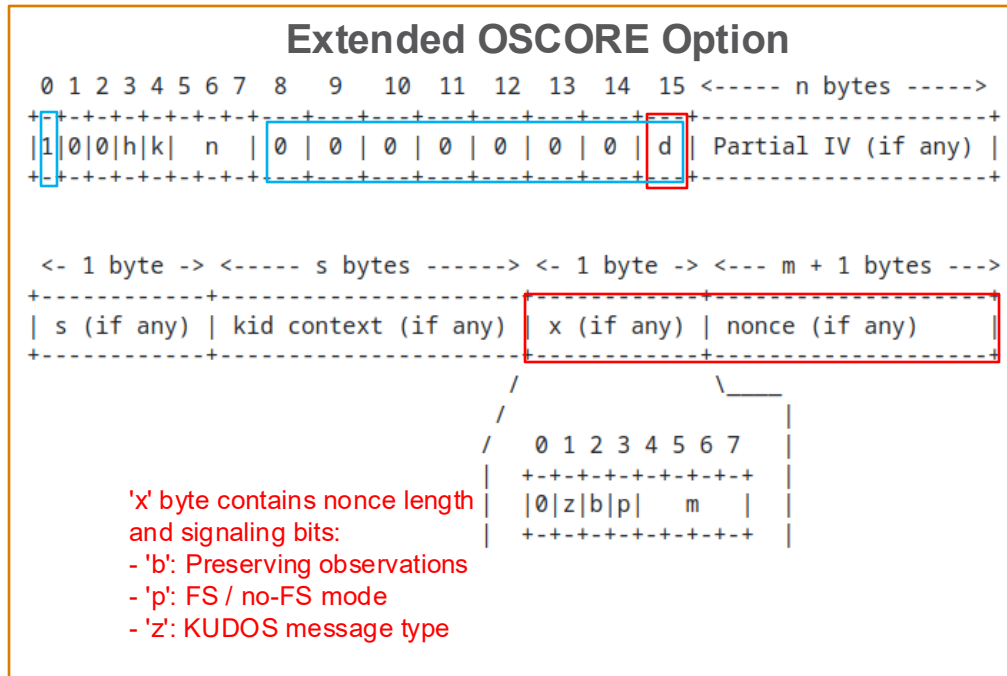 Extended OSCORE Option
0 1 2 3 4 5 6 7 8 9 10 11 12 13 14 15 <----- n bytes ----->
+-+-+-+-+-+-+-+-+---+---+---+---+---+---+---+---+---------------------+
|1|0|0|h|k| n | 0 | 0 | 0 | 0 | 0 | 0 | 0 | d | Partial IV (if any) |
+-+-+-+-+-+-+-+-+---+---+---+---+---+---+---+---+---------------------+
<- 1 byte -> <----- s bytes ------> <- 1 byte -> <--- m + 1 bytes --->
+------------+----------------------+------------+--------------------+
| s (if any) | kid context (if any) | x (if any) | nonce (if any) |
+------------+----------------------+------------+--------------------+
/ \____
/ |
/ 0 1 2 3 4 5 6 7 |
| +-+-+-+-+-+-+-+-+ |
| |0|z|b|p| m | |
| +-+-+-+-+-+-+-+-+ |
'x' byte contains nonce length
and signaling bits:
- 'b': Preserving observations
- 'p': FS / no-FS mode
- 'z': KUDOS message type